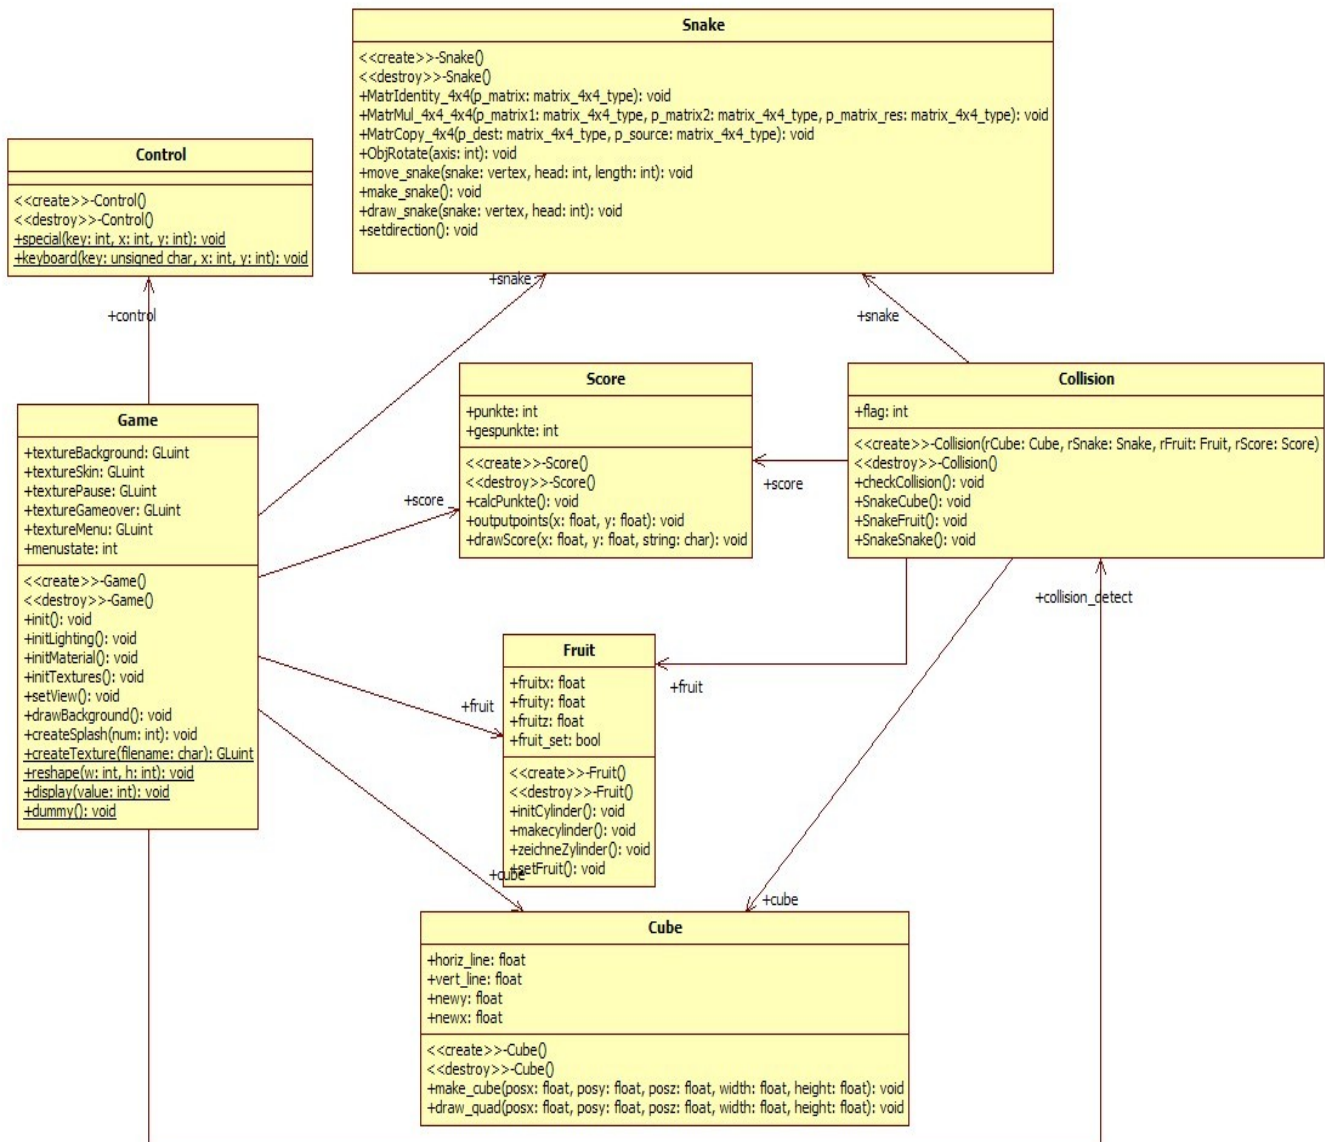 Snake
<<create>>-Snake()
<<destroy>>-Snake()
+MatrIdentity_4x4(p_matrix: matrix_4x4_type): void
+MatrMul_4x4_4x4(p_matrix1: matrix_4x4_type, p_matrix2: matrix_4x4_type, p_matrix_res: matrix_4x4_type): void
+MatrCopy_4x4(p_dest: matrix_4x4_type, p_source: matrix_4x4_type): void
+ObjRotate(axis: int): void
+move_snake(snake: vertex, head: int, length: int): void
+make_snake(): void
+draw_snake(snake: vertex, head: int): void
+setdirection(): void
Control
<<create>>-Control()
<<destroy>>-Control()
+special(key: int, x: int, y: int): void
+keyboard(key: unsigned char, x: int, y: int): void
+control
+snake
+snake
Score
+punkte: int
+gespunkte: int
<<create>>-Score()
<<destroy>>-Score()
+calcPunkte(): void
+outputpoints(x: float, y: float): void
+drawScore(x: float, y: float, string: char): void
Collision
+flag: int
<<create>>-Collision(rCube: Cube, rSnake: Snake, rFruit: Fruit, rScore: Score)
<<destroy>>-Collision()
+checkCollision(): void
+SnakeCube(): void
+SnakeFruit(): void
+SnakeSnake(): void
Game
+textureBackground: GLuint
+textureSkin: GLuint
+texturePause: GLuint
+textureGameover: GLuint
+textureMenu: GLuint
+menustate: int
<<create>>-Game()
<<destroy>>-Game()
+init(): void
+initLighting(): void
+initMaterial(): void
+initTextures(): void
+setView(): void
+drawBackground(): void
+createSplash(num: int): void
+createTexture(filename: char): GLuint
+reshape(w: int, h: int): void
+display(value: int): void
+dummy(): void
+score
+score
+collision_detect
Fruit
+fruitx: float
+fruity: float
+fruitz: float
+fruit_set: bool
<<create>>-Fruit()
<<destroy>>-Fruit()
+initCylinder(): void
+makecylinder(): void
+zeichneZylinder(): void
+setFruit(): void
+fruit
+fruit
+cube
+cube
Cube
+horiz_line: float
+vert_line: float
+newy: float
+newx: float
<<create>>-Cube()
<<destroy>>-Cube()
+make_cube(posx: float, posy: float, posz: float, width: float, height: float): void
+draw_quad(posx: float, posy: float, posz: float, width: float, height: float): void